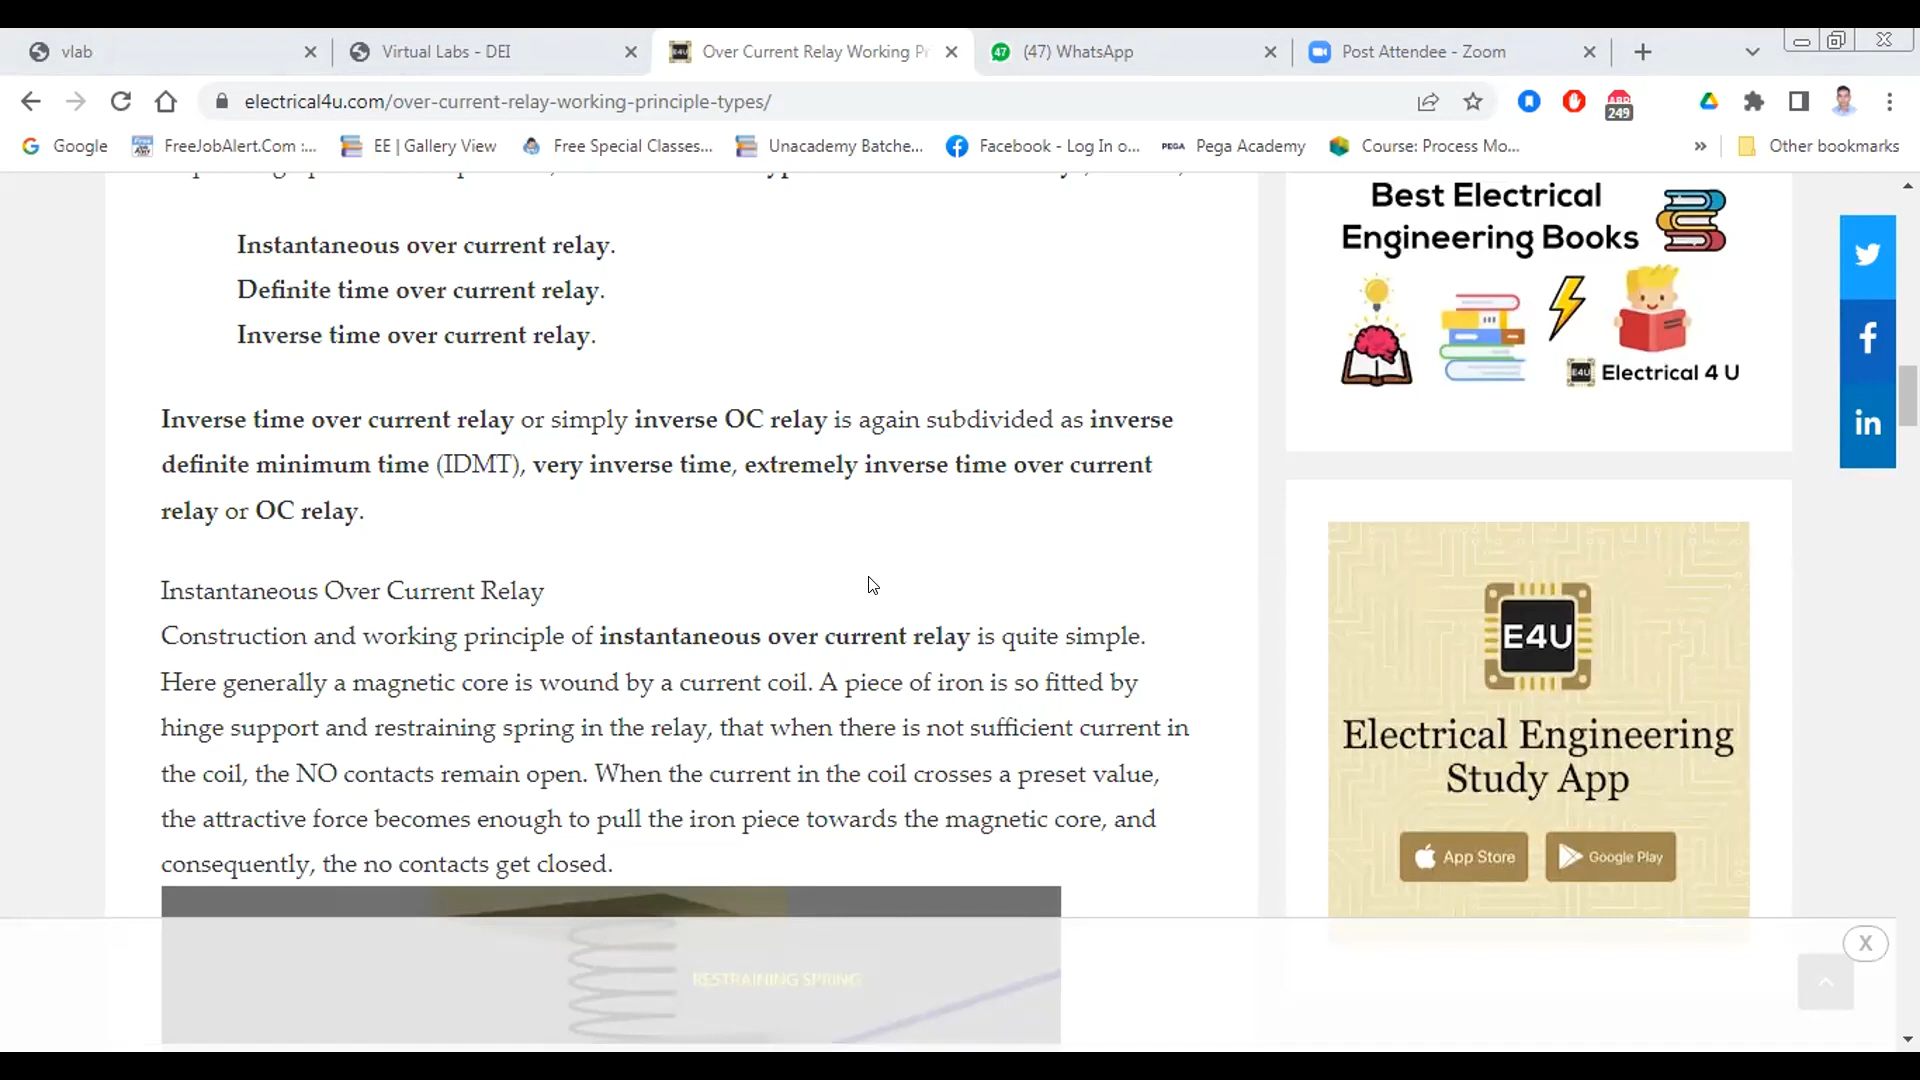 vlab
Virtual Labs - DEI
Over Current Relay Working Pr
47
(47) WhatsApp
Post Attendee - Zoom
electrical4u.com/over-current-relay-working-principle-types/
249
Google
FreeJobAlert.Com :...
EE | Gallery View
Free Special Classes...
Unacademy Batche...
Facebook - Log In o...
PEGA
Pega Academy
Course: Process Mo...
»
Other bookmarks
Instantaneous over current relay.
Definite time over current relay.
Inverse time over current relay.
Inverse time over current relay or simply inverse OC relay is again subdivided as inverse
definite minimum time (IDMT), very inverse time, extremely inverse time over current
relay or OC relay.
Instantaneous Over Current Relay
Construction and working principle of instantaneous over current relay is quite simple.
Here generally a magnetic core is wound by a current coil. A piece of iron is so fitted by
hinge support and restraining spring in the relay, that when there is not sufficient current in
the coil, the NO contacts remain open. When the current in the coil crosses a preset value,
the attractive force becomes enough to pull the iron piece towards the magnetic core, and
consequently, the no contacts get closed.
RESTRAINING SPRING
Best Electrical
Engineering Books
E4U
Electrical 4 U
E4U
Electrical Engineering
Study App
App Store
Google Play
in
X